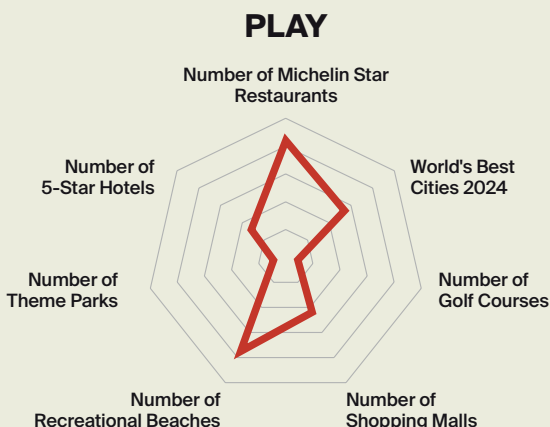 PLAY
Number of Michelin Star
Restaurants
World's Best
Cities 2024
Number of
5-Star Hotels
Number of
Golf Courses
Number of
Theme Parks
Number of
Recreational Beaches
Number of
Shopping Malls